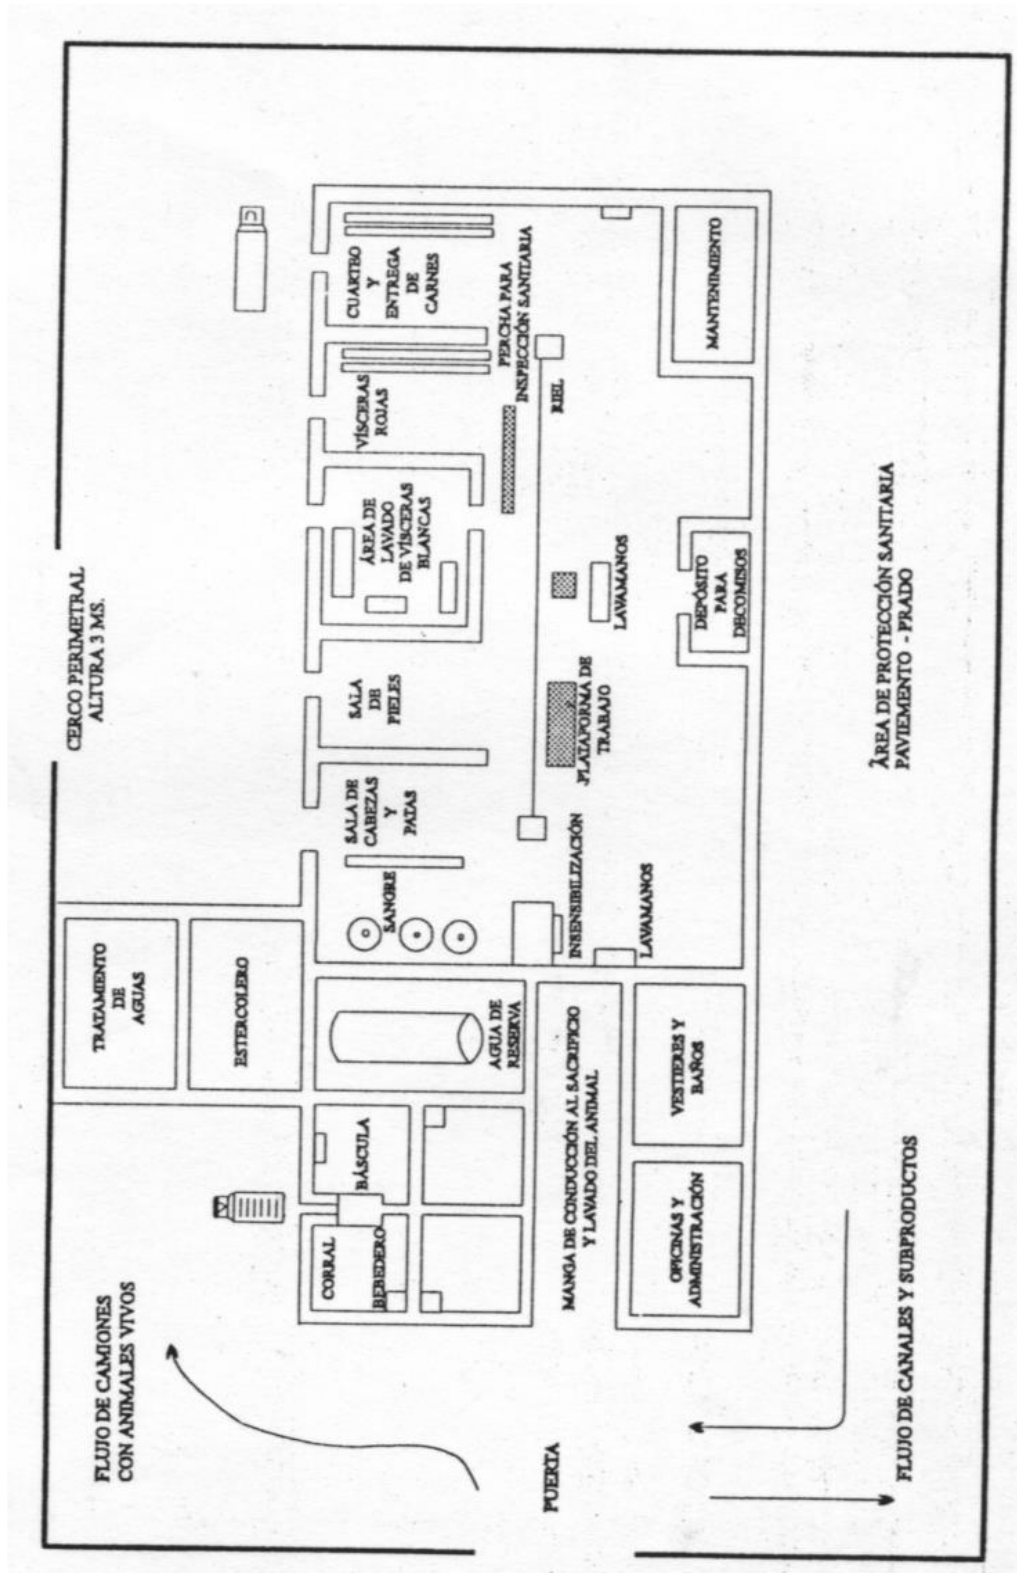 CERCO PERIMETRAL
ALTURA 3 MS.
FLUJO DE CAMIONES
CON ANIMALES VIVOS
TRATAMIENTO
DE
AGUAS
ESTERCOLERO
CORRAL
BEBEDERO
BÁSCULA
AGUA DE
RESERVA
SANGRE
SALA DE
CABEZAS
Y
PATAS
SALA
DE
PIELES
ÁREA DE
LAVADO
DE VÍSCERAS
BLANCAS
VÍSCERAS
ROJAS
CUARTEO
Y
ENTREGA
DE
CARNES
PERCHA PARA
INSPECCIÓN SANITARIA
RIEL
PUERTA
MANGA DE CONDUCCIÓN AL SACRIFICIO
Y LAVADO DEL ANIMAL
INSENSIBILIZACIÓN
LAVAMANOS
PLATAFORMA DE
TRABAJO
LAVAMANOS
OFICINAS Y
ADMINISTRACIÓN
VESTIERES Y
BAÑOS
DEPÓSITO
PARA
DECOMISOS
MANTENIMIENTO
FLUJO DE CANALES Y SUBPRODUCTOS
ÁREA DE PROTECCIÓN SANITARIA
PAVIEMENTO - PRADO